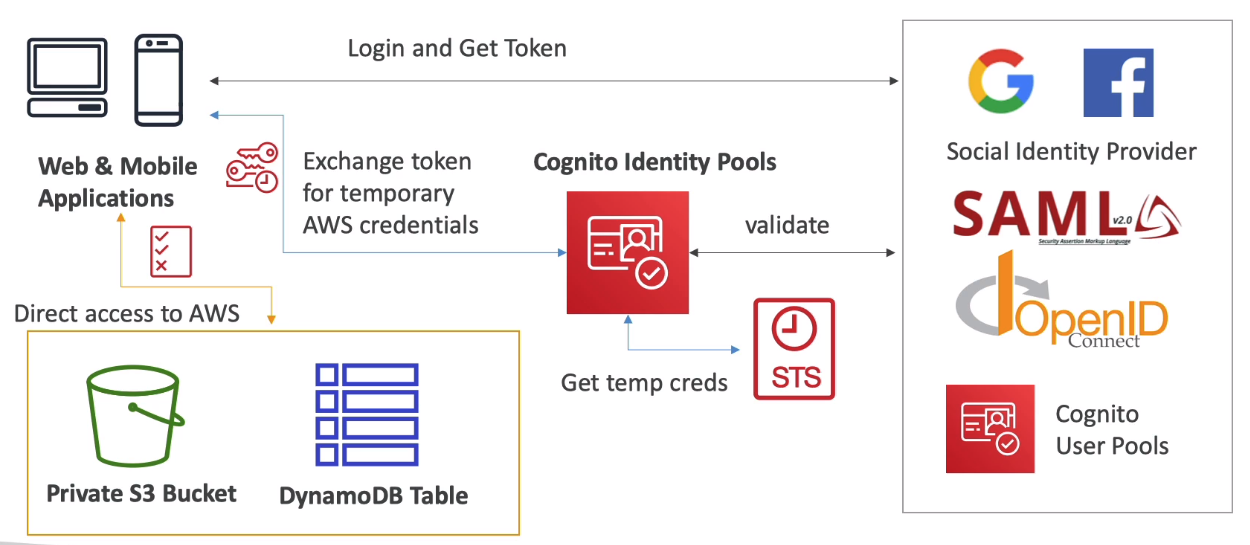 Login and Get Token
Web & Mobile
Applications
Exchange token
for temporary
AWS credentials
Cognito Identity Pools
validate
Social Identity Provider
SAML v2.0
Security Assertion Markup Language
OpenID
Connect
Direct access to AWS
Get temp creds
STS
Cognito
User Pools
Private S3 Bucket
DynamoDB Table